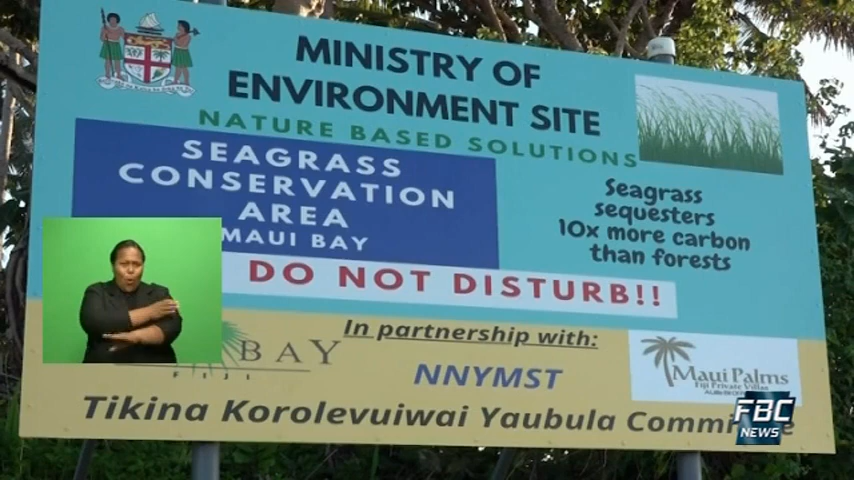 MINISTRY OF
ENVIRONMENT SITE
NATURE BASED SOLUTIONS
SEAGRASS
CONSERVATION
AREA
MAUI BAY
Seagrass
sequesters
10x more carbon
than forests
DO NOT DISTURB!!
In partnership with:
BAY
FIJI
NNYMST
Maui Palms
Fiji Private Villas
Tikina Korolevuiwai Yaubula
FBC
NEWS